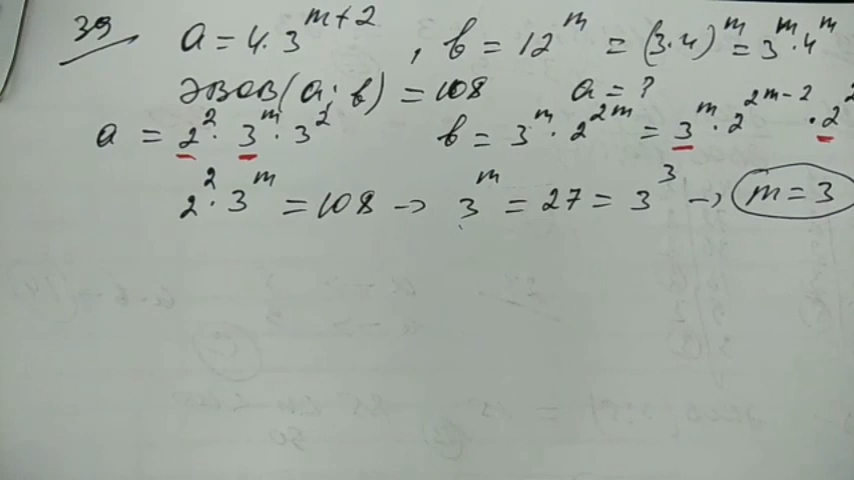 39 a = 4·3^{m+2}, b = 12^m = (3·4)^m = 3^m·4^m
ӘБОБ(a; b) = 108 a = ?
a = 2^2·3^m·3^2 b = 3^m·2^{2m} = 3^m·2^{2m-2}·2^2
2^2·3^m = 108 → 3^m = 27 = 3^3 → m = 3